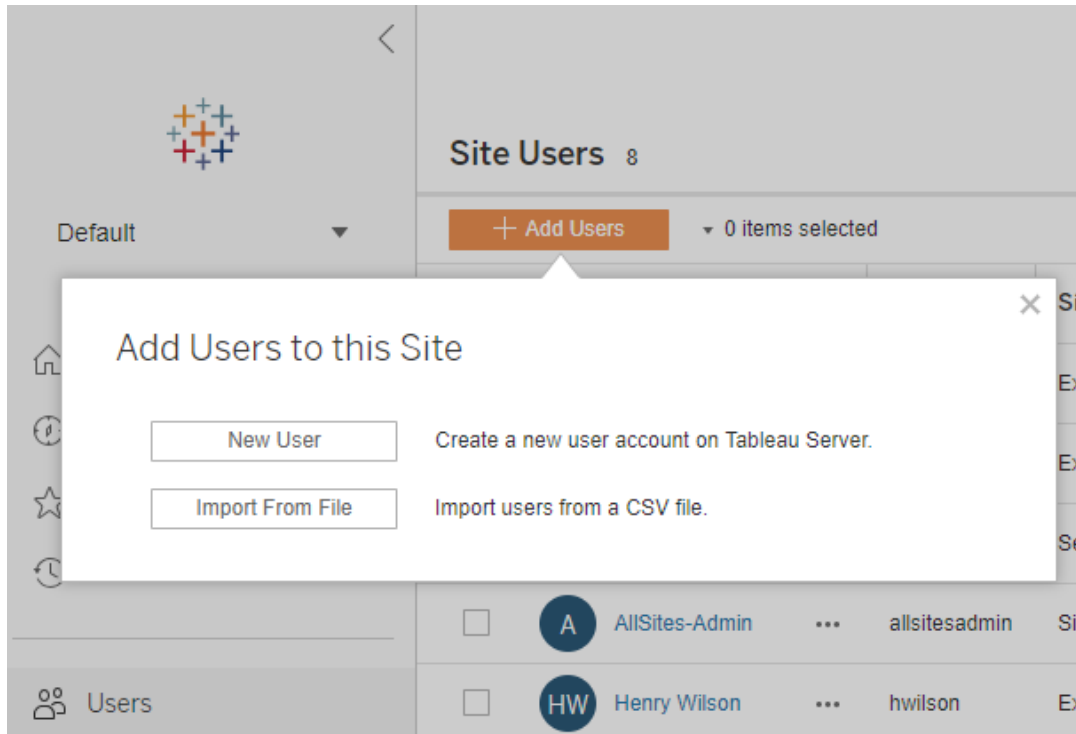 Site Users 8
Default
+ Add Users
0 items selected
Add Users to this Site
New User
Create a new user account on Tableau Server.
Import From File
Import users from a CSV file.
A
AllSites-Admin
allsitesadmin
Users
HW
Henry Wilson
hwilson